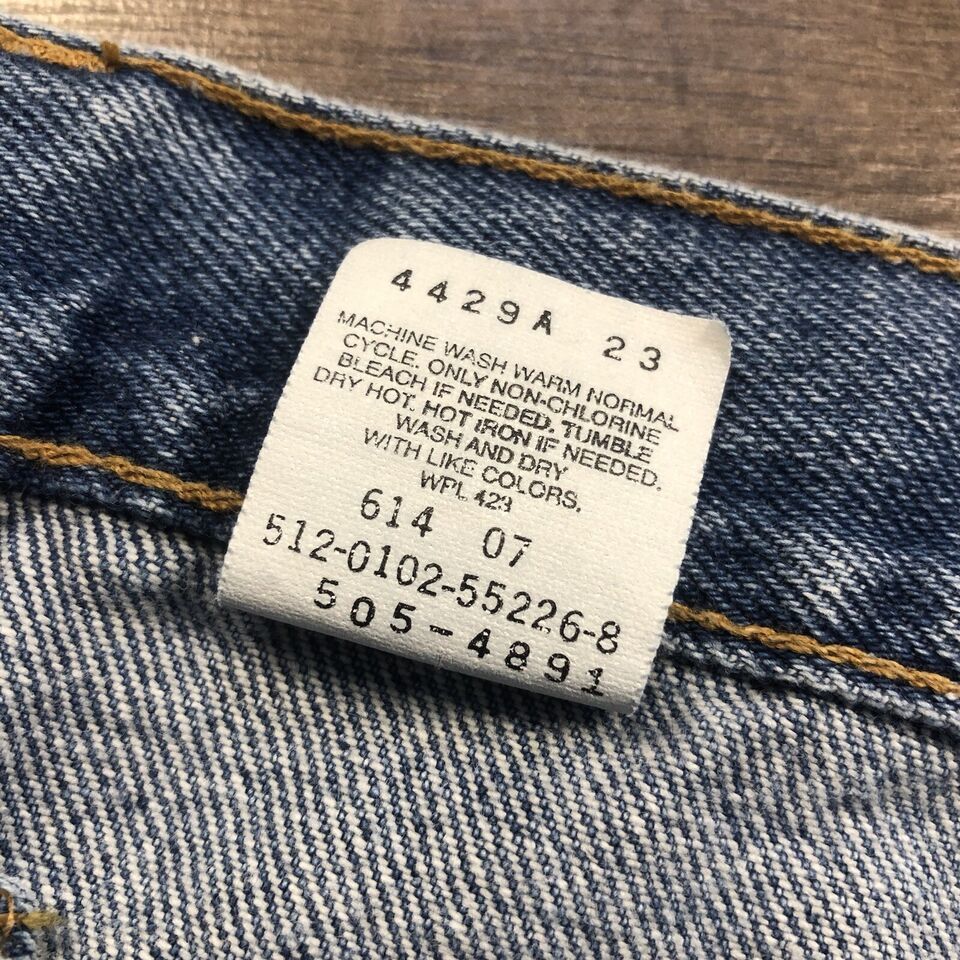 4429A 23
MACHINE WASH WARM NORMAL
CYCLE. ONLY NON-CHLORINE
BLEACH IF NEEDED. TUMBLE
DRY HOT. HOT IRON IF NEEDED.
WASH AND DRY
WITH LIKE COLORS.
WPL 423
614 07
512-0102-55226-8
505-4891